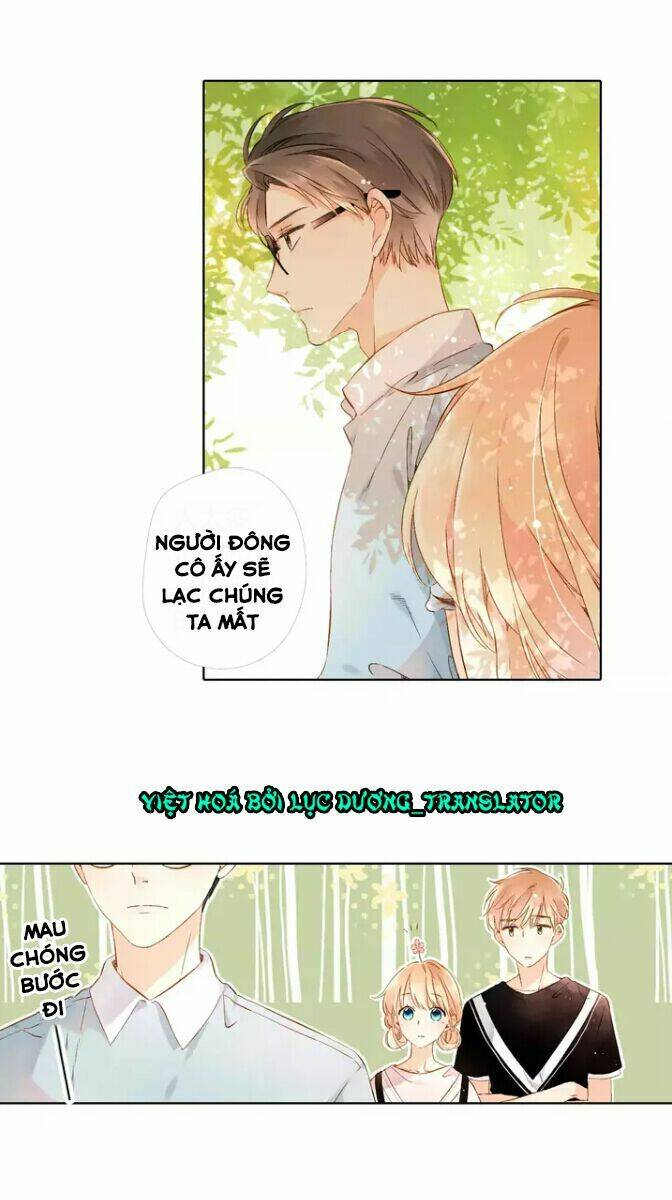 NGƯỜI ĐÔNG
CÔ ẤY SẼ
LẠC CHÚNG
TA MẤT
VIỆT HOÁ BỞI LỤC DƯƠNG_TRANSLATOR
MAU
CHÓNG
BƯỚC
ĐI